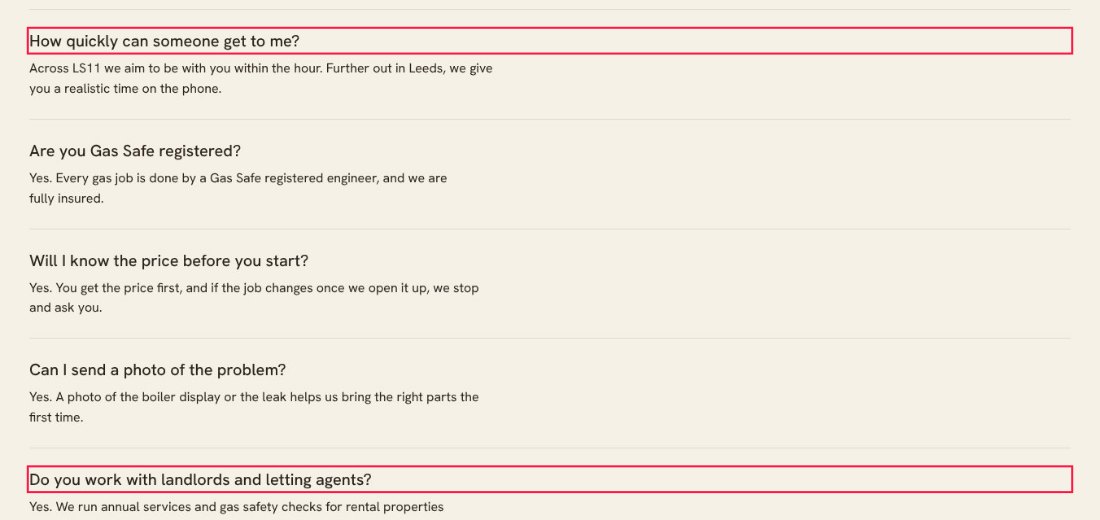 How quickly can someone get to me?
Across LS11 we aim to be with you within the hour. Further out in Leeds, we give
you a realistic time on the phone.
Are you Gas Safe registered?
Yes. Every gas job is done by a Gas Safe registered engineer, and we are
fully insured.
Will I know the price before you start?
Yes. You get the price first, and if the job changes once we open it up, we stop
and ask you.
Can I send a photo of the problem?
Yes. A photo of the boiler display or the leak helps us bring the right parts the
first time.
Do you work with landlords and letting agents?
Yes. We run annual services and gas safety checks for rental properties